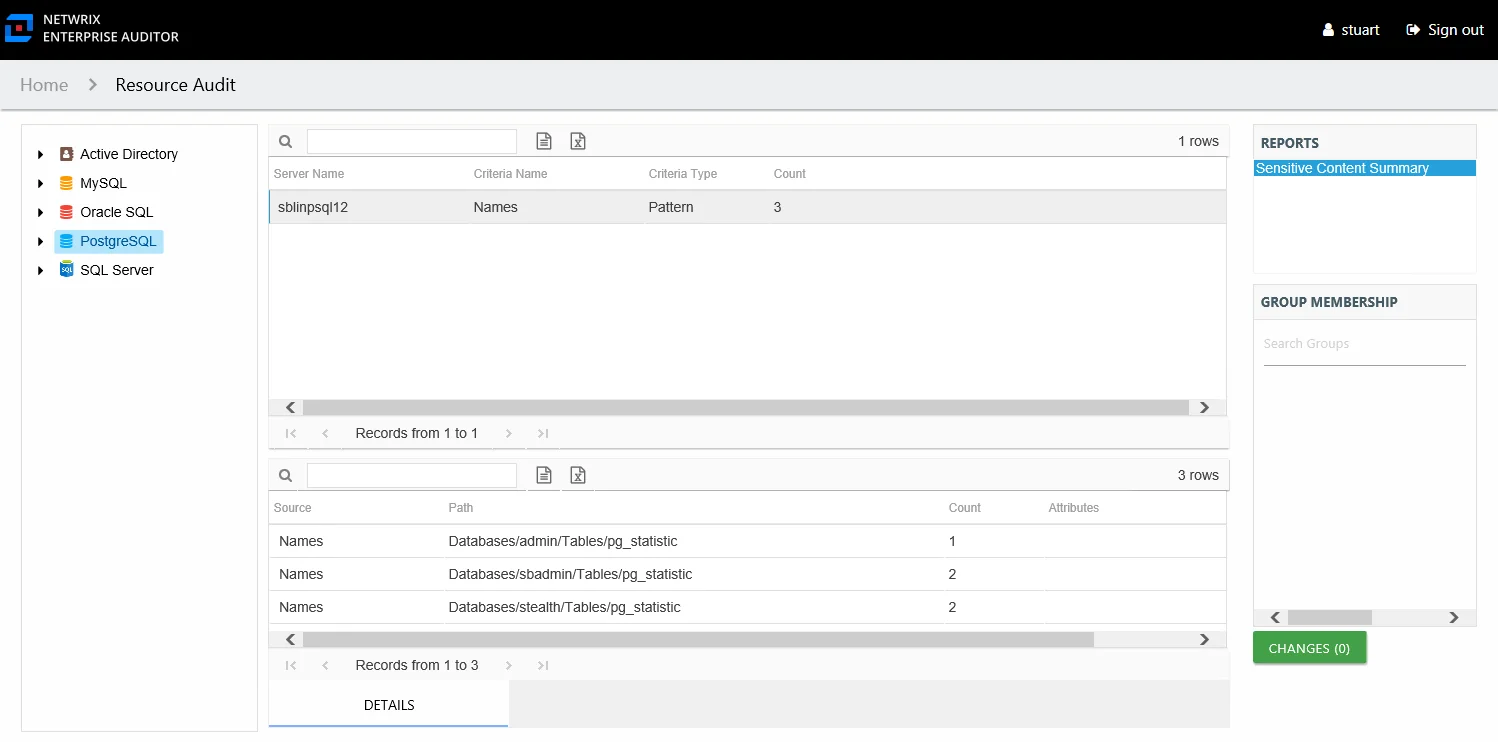 NETWRIX
ENTERPRISE AUDITOR
stuart Sign out
Home Resource Audit
Active Directory
MySQL
Oracle SQL
PostgreSQL
SQL
SQL Server
1 rows
Server Name Criteria Name Criteria Type Count
sblinpsql12 Names Pattern 3
Records from 1 to 1
3 rows
Source Path Count Attributes
Names Databases/admin/Tables/pg_statistic 1
Names Databases/sbadmin/Tables/pg_statistic 2
Names Databases/stealth/Tables/pg_statistic 2
Records from 1 to 3
DETAILS
REPORTS
Sensitive Content Summary
GROUP MEMBERSHIP
Search Groups
CHANGES (0)